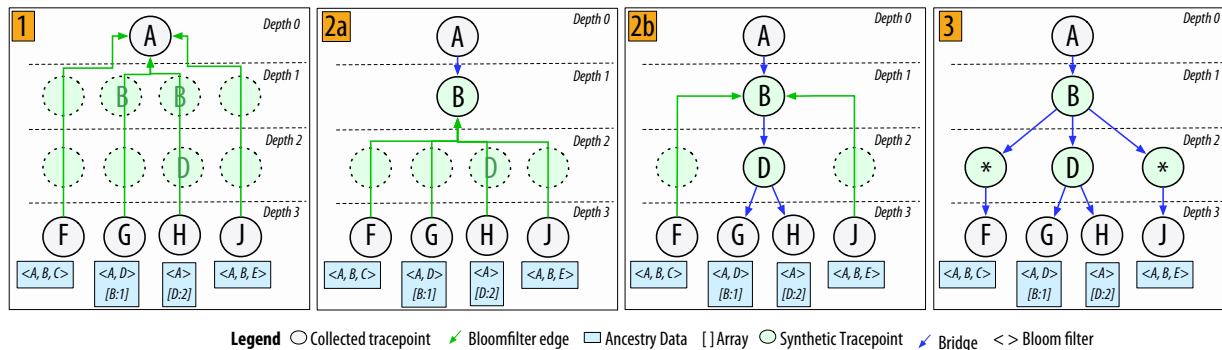 1
Depth 0
A
Depth 1
B B
Depth 2
D
Depth 3
F G H J
<A, B, C> <A, D> <A> <A, B, E>
[B:1] [D:2]
2a
Depth 0
A
Depth 1
B
Depth 2
D
Depth 3
F G H J
<A, B, C> <A, D> <A> <A, B, E>
[B:1] [D:2]
2b
Depth 0
A
Depth 1
B
Depth 2
D
Depth 3
F G H J
<A, B, C> <A, D> <A> <A, B, E>
[B:1] [D:2]
3
Depth 0
A
Depth 1
B
Depth 2
* D *
Depth 3
F G H J
<A, B, C> <A, D> <A> <A, B, E>
[B:1] [D:2]
Legend Collected tracepoint Bloomfilter edge Ancestry Data [ ] Array Synthetic Tracepoint Bridge < > Bloom filter